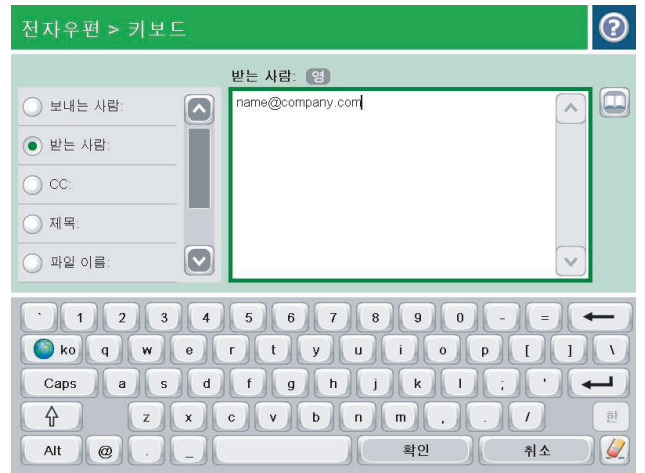 전자우편 > 키보드
?
받는 사람: 영
보내는 사람:
받는 사람:
CC:
제목:
파일 이름:
name@company.com
` 1 2 3 4 5 6 7 8 9 0 - =
ko q w e r t y u i o p [ ] \
Caps a s d f g h j k l ; '
z x c v b n m , . / 한
Alt @ . _ 확인 취소